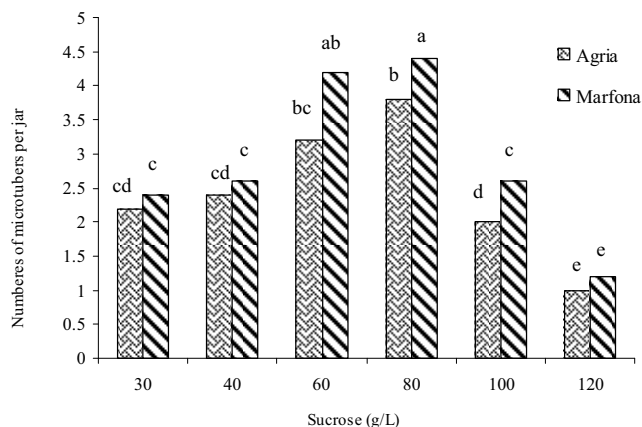 5
4.5
4
3.5
3
2.5
2
1.5
1
0.5
0
Numberes of microtubers per jar
cd
c
cd
c
bc
ab
b
a
d
c
e
e
Agria
Marfona
30 40 60 80 100 120
Sucrose (g/L)